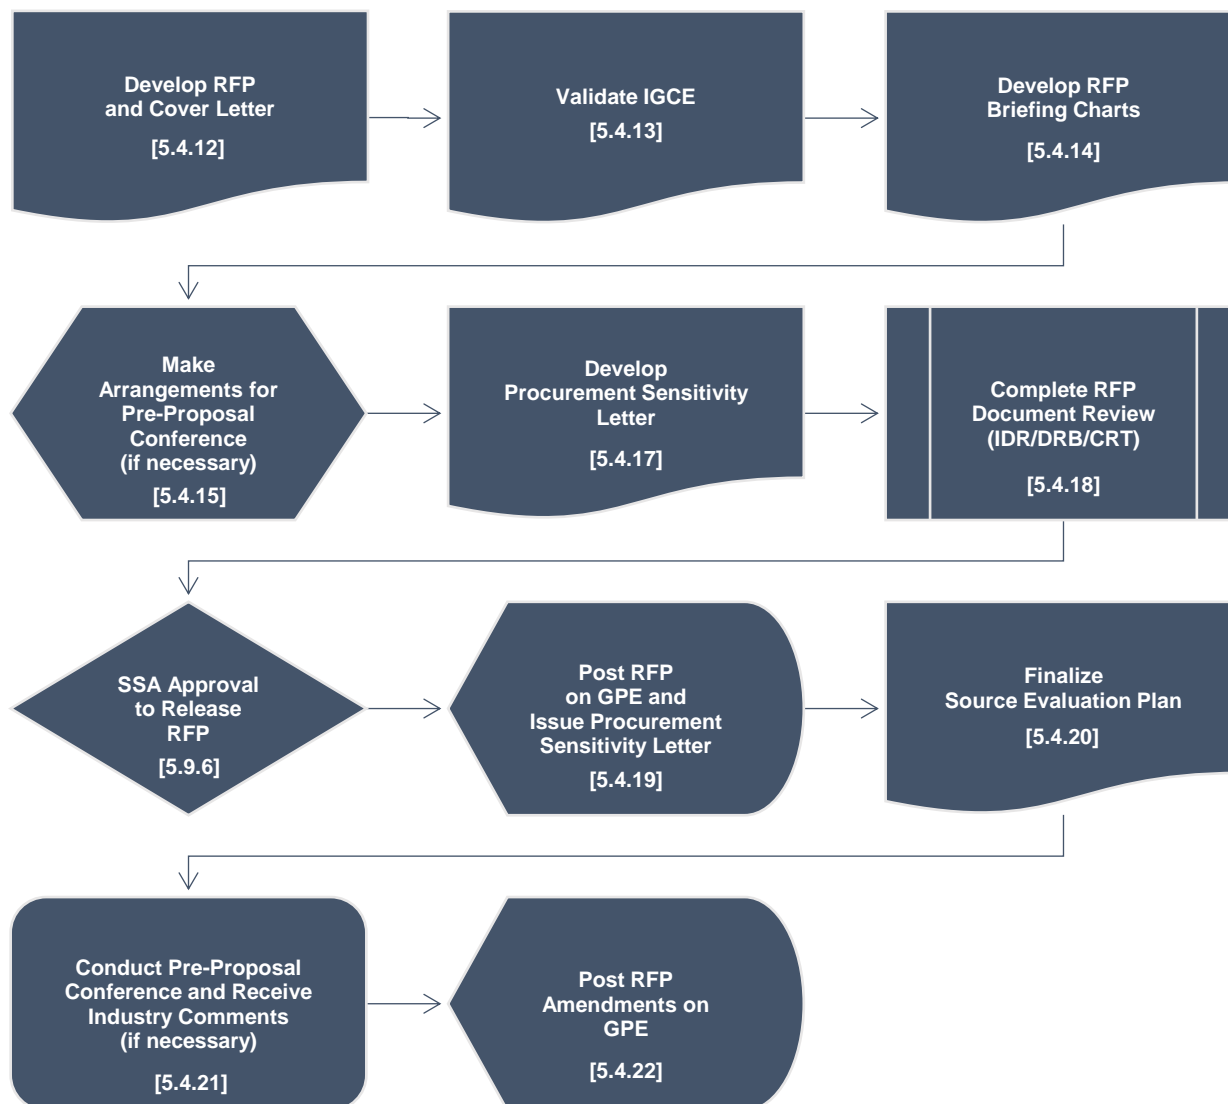 Develop RFP
and Cover Letter
[5.4.12]
Validate IGCE
[5.4.13]
Develop RFP
Briefing Charts
[5.4.14]
Make
Arrangements for
Pre-Proposal
Conference
(if necessary)
[5.4.15]
Develop
Procurement Sensitivity
Letter
[5.4.17]
Complete RFP
Document Review
(IDR/DRB/CRT)
[5.4.18]
SSA Approval
to Release
RFP
[5.9.6]
Post RFP
on GPE and
Issue Procurement
Sensitivity Letter
[5.4.19]
Finalize
Source Evaluation Plan
[5.4.20]
Conduct Pre-Proposal
Conference and Receive
Industry Comments
(if necessary)
[5.4.21]
Post RFP
Amendments on
GPE
[5.4.22]